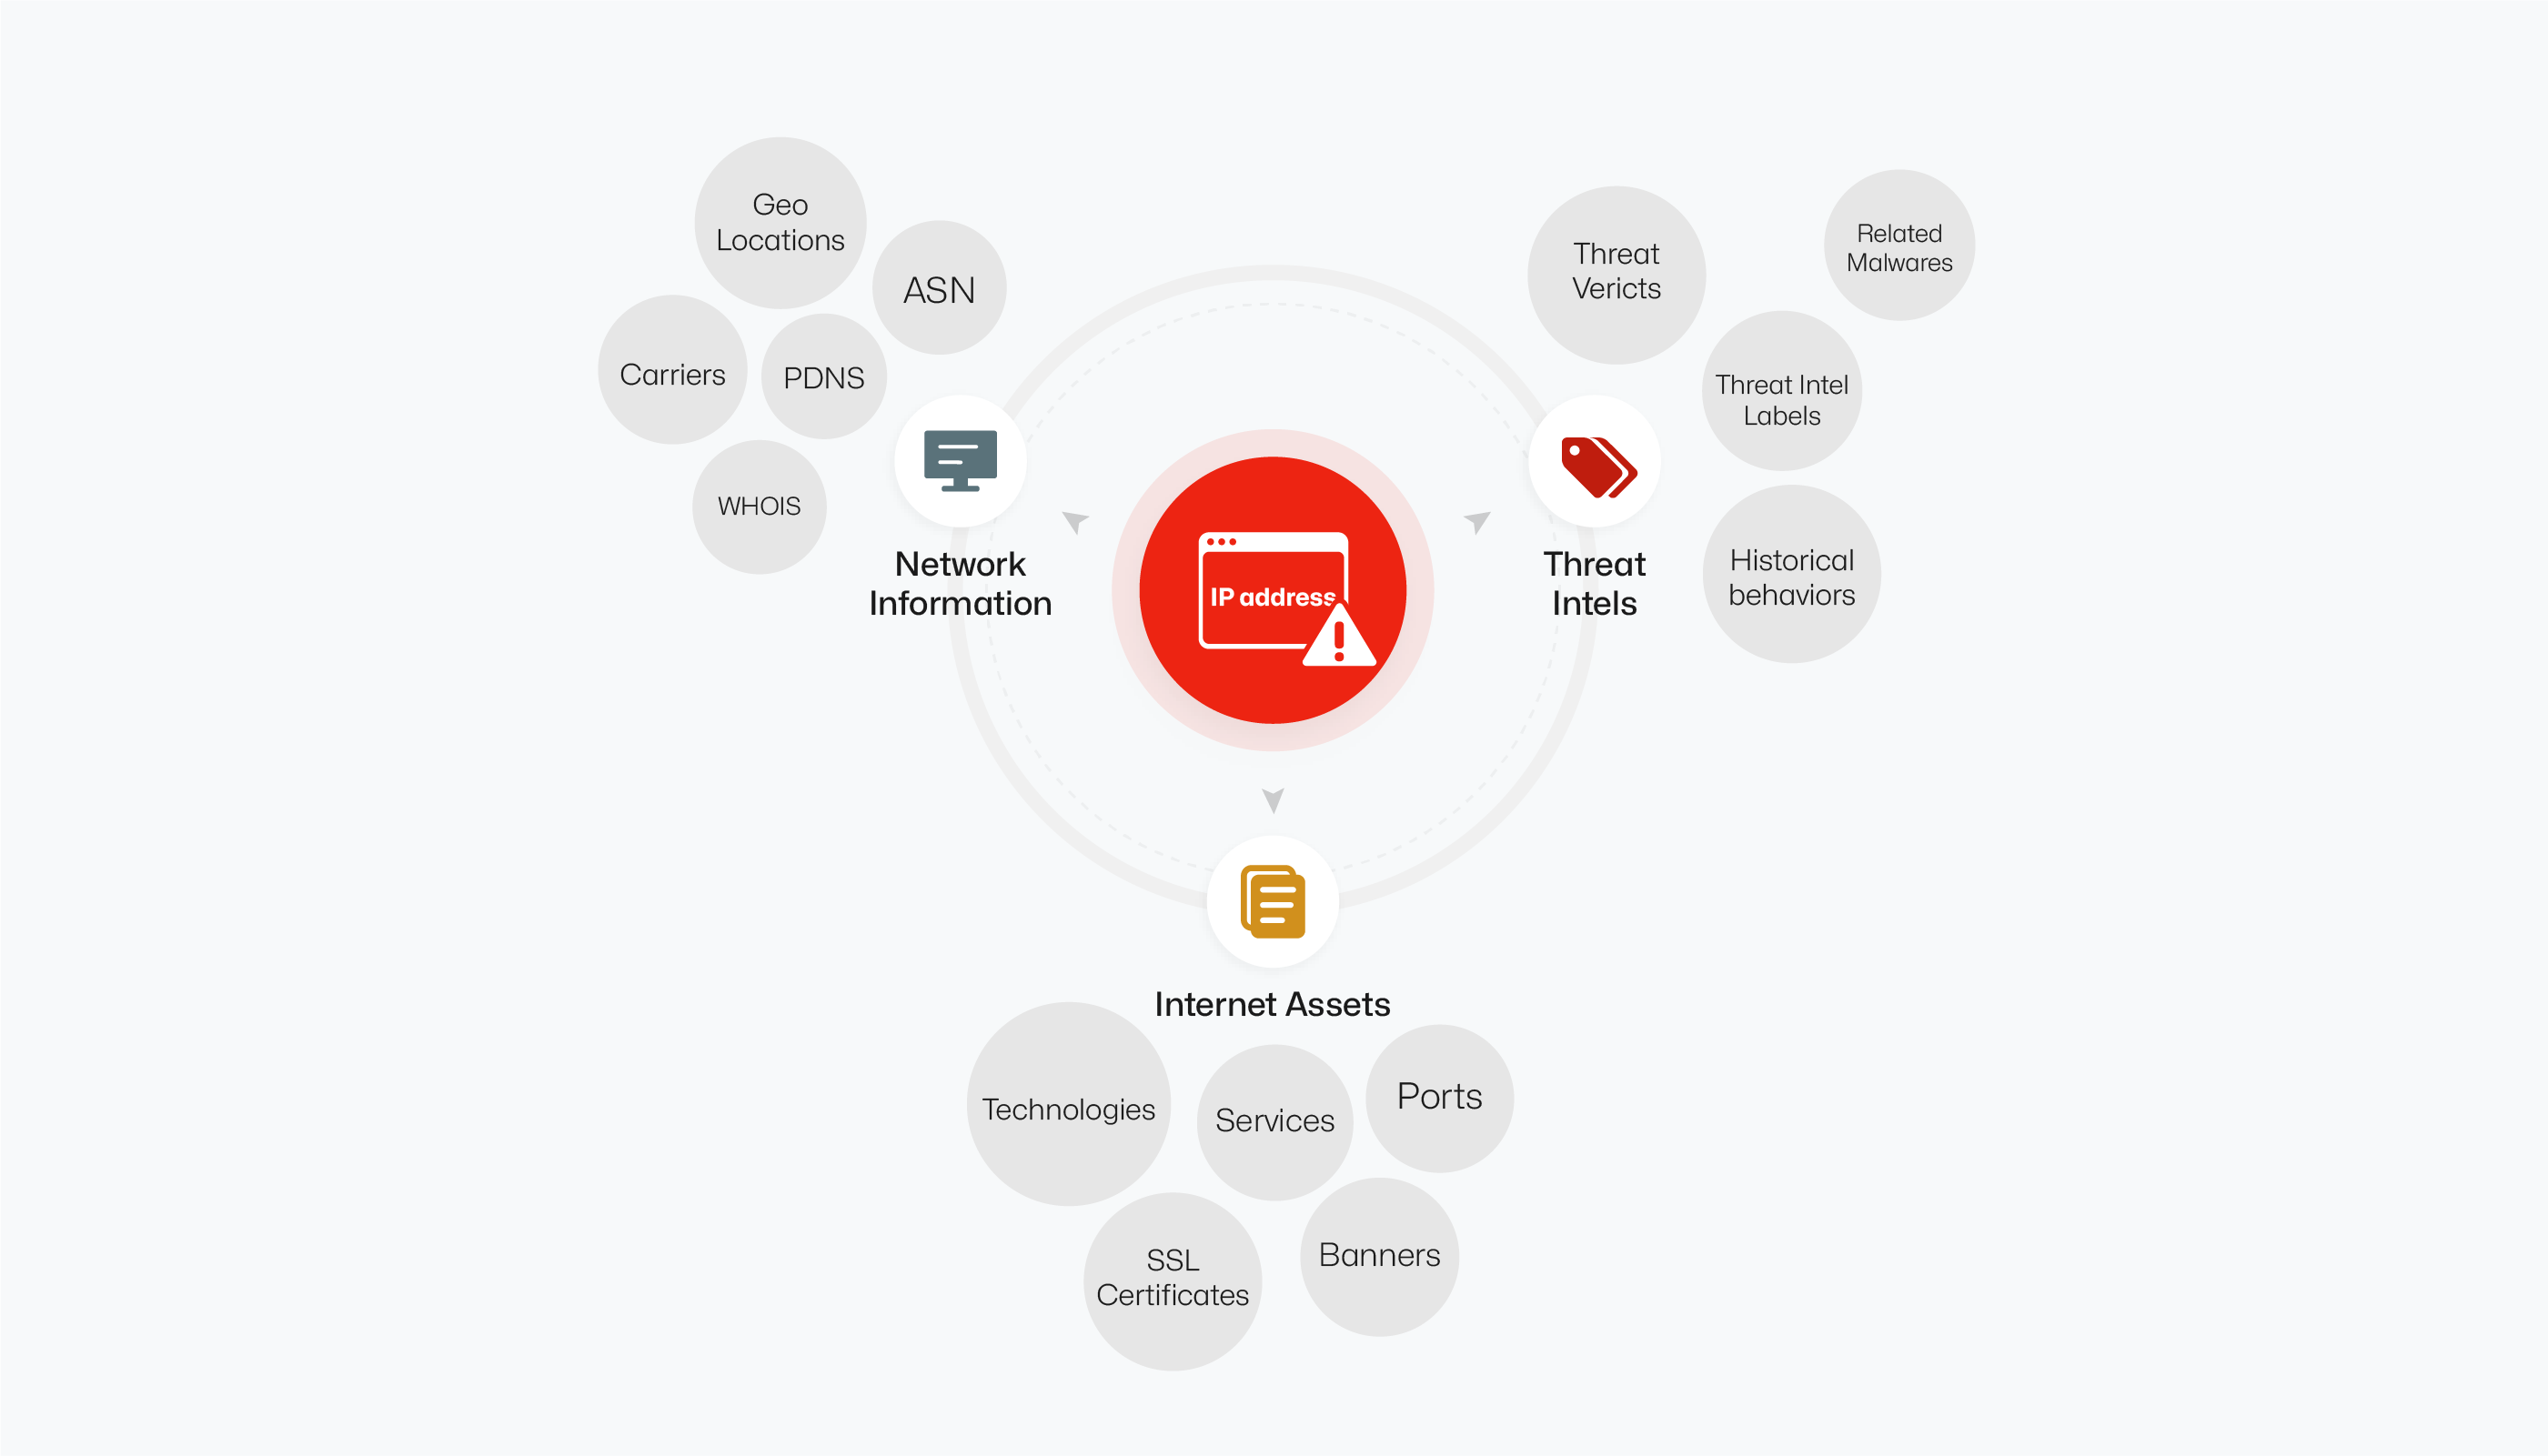 Geo
Locations
ASN
Carriers
PDNS
WHOIS
Network
Information
IP address
Threat
Vericts
Related
Malwares
Threat Intel
Labels
Historical
behaviors
Threat
Intels
Internet Assets
Technologies
Services
Ports
SSL
Certificates
Banners